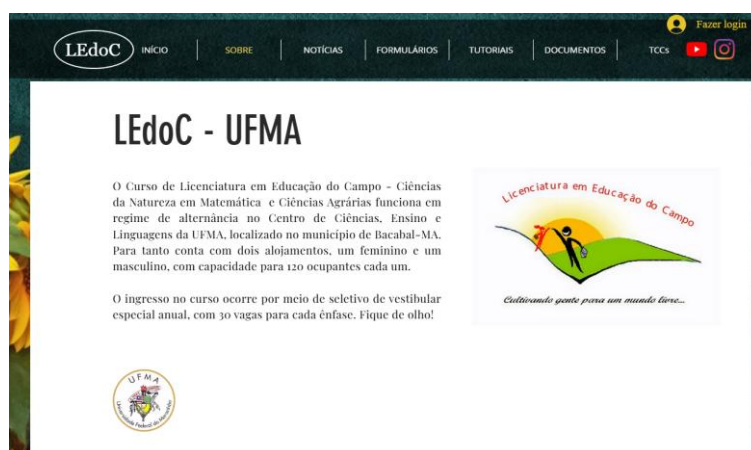 Fazer login
LEdoC INÍCIO SOBRE NOTÍCIAS FORMULÁRIOS TUTORIAIS DOCUMENTOS TCCs
LEdoC - UFMA
O Curso de Licenciatura em Educação do Campo - Ciências
da Natureza em Matemática e Ciências Agrárias funciona em
regime de alternância no Centro de Ciências, Ensino e
Linguagens da UFMA, localizado no município de Bacabal-MA.
Para tanto conta com dois alojamentos, um feminino e um
masculino, com capacidade para 120 ocupantes cada um.
O ingresso no curso ocorre por meio de seletivo de vestibular
especial anual, com 30 vagas para cada ênfase. Fique de olho!
Licenciatura em Educação do Campo
Cultivando gente para um mundo livre...
UFMA
Universidade Federal do Maranhão